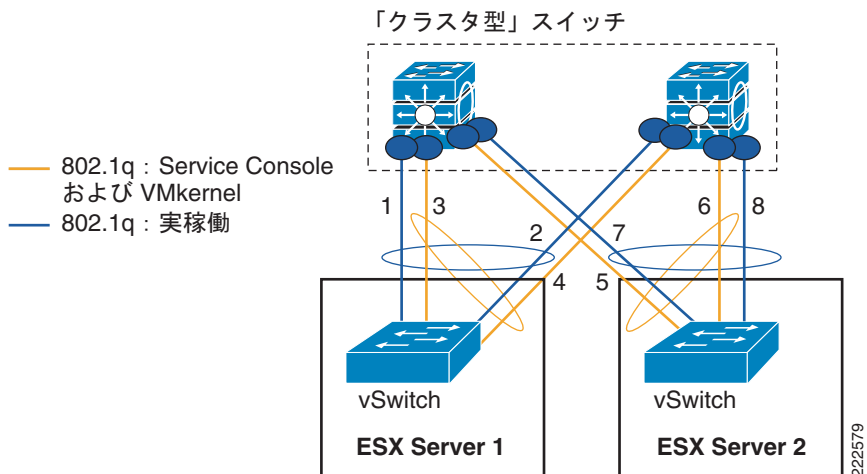 「クラスタ型」スイッチ
802.1q：Service Console
および VMkernel
802.1q：実稼働
1
3
2
4
7
5
6
8
vSwitch
ESX Server 1
vSwitch
ESX Server 2
222579